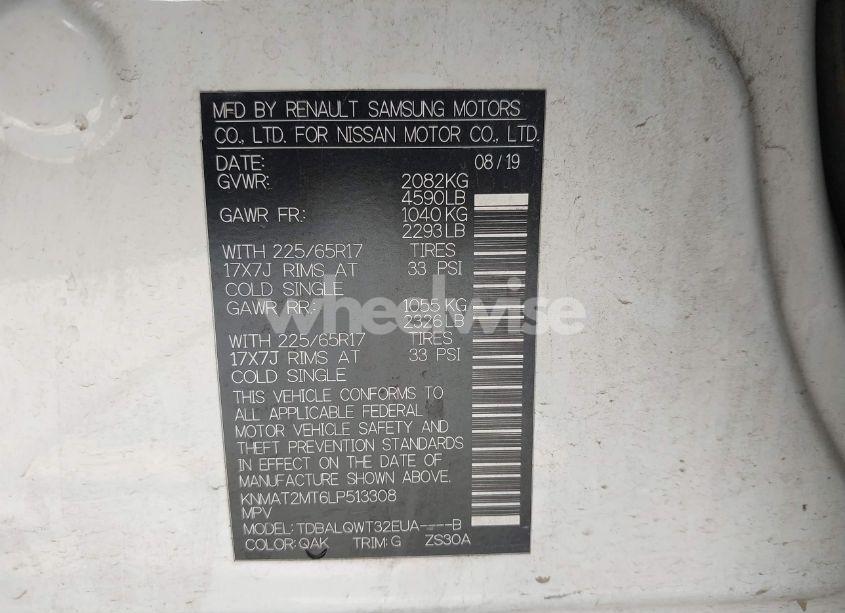 MFD BY RENAULT SAMSUNG MOTORS
CO., LTD. FOR NISSAN MOTOR CO., LTD.
DATE: 08/19
GVWR: 2082KG
4590LB
GAWR FR: 1040KG
2293LB
WITH 225/65R17 TIRES
17X7J RIMS AT 33 PSI
COLD SINGLE
GAWR RR: 1055KG
2326LB
WITH 225/65R17 TIRES
17X7J RIMS AT 33 PSI
COLD SINGLE
THIS VEHICLE CONFORMS TO
ALL APPLICABLE FEDERAL
MOTOR VEHICLE SAFETY AND
THEFT PREVENTION STANDARDS
IN EFFECT ON THE DATE OF
MANUFACTURE SHOWN ABOVE.
KNMAT2MT6LP513308
MPV
MODEL: TDBALQWT32EUA----B
COLOR: QAK TRIM: G ZS30A
wheelwise